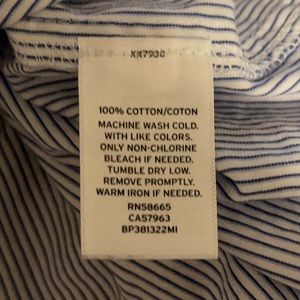 100% COTTON/COTON
MACHINE WASH COLD.
WITH LIKE COLORS.
ONLY NON-CHLORINE
BLEACH IF NEEDED.
TUMBLE DRY LOW.
REMOVE PROMPTLY.
WARM IRON IF NEEDED.
RN58665
CA57963
BP381322MI